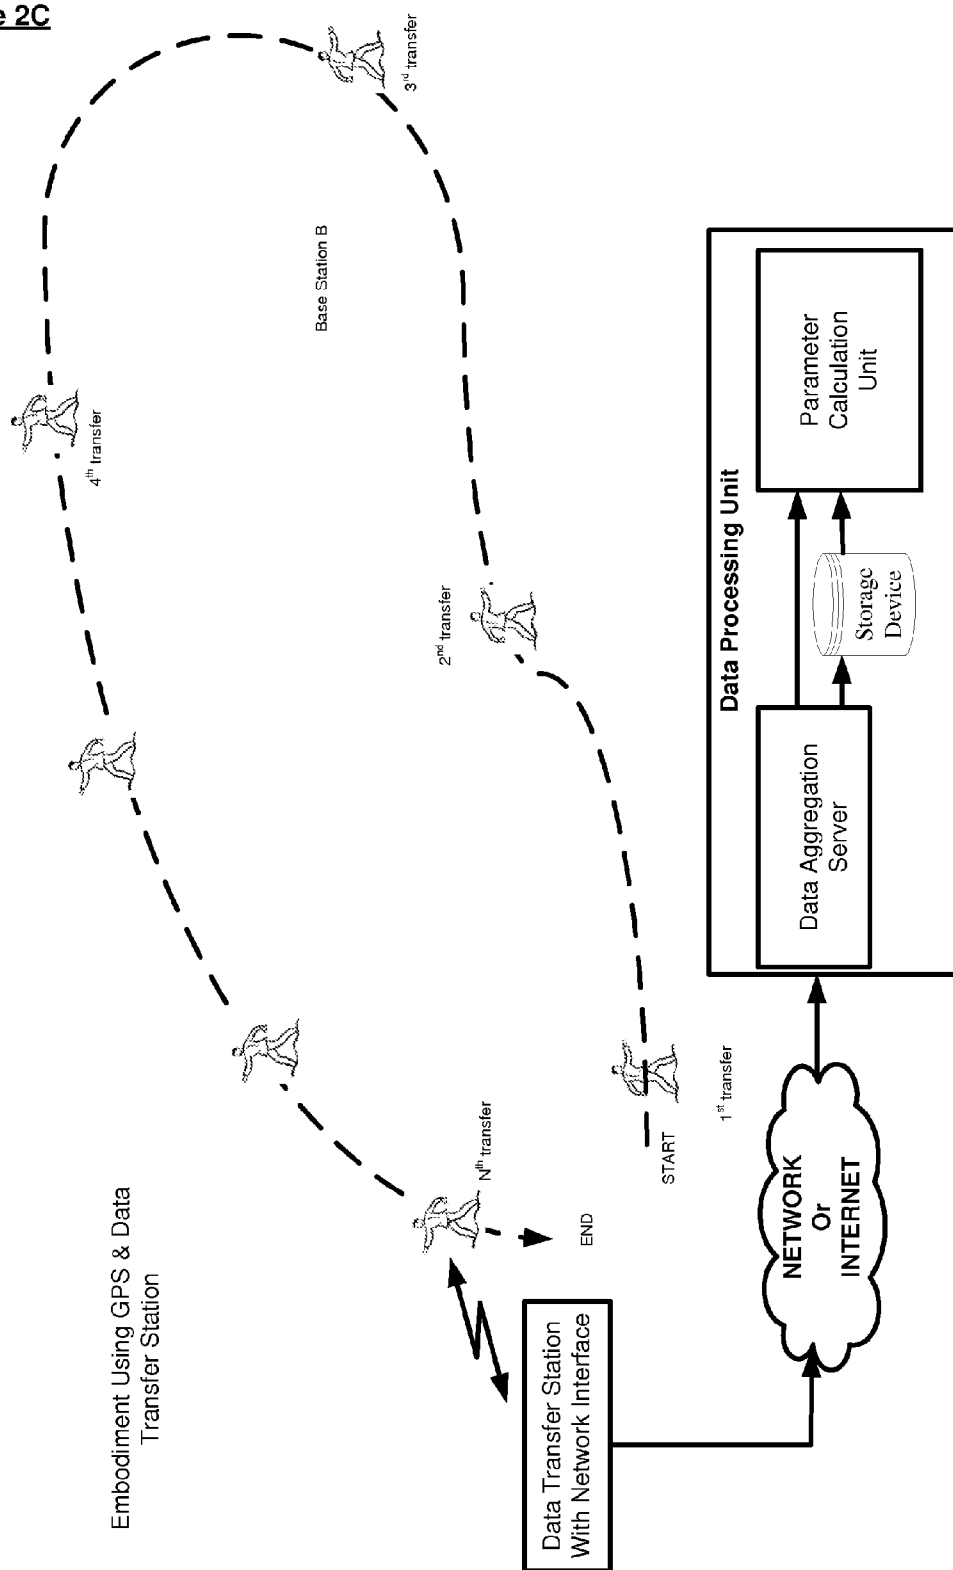 e 2C
Embodiment Using GPS & Data
Transfer Station
3rd transfer
Base Station B
4th transfer
2nd transfer
Nth transfer
END
START
1st transfer
Data Transfer Station
With Network Interface
NETWORK
Or
INTERNET
Data Processing Unit
Data Aggregation
Server
Storage
Device
Parameter
Calculation
Unit